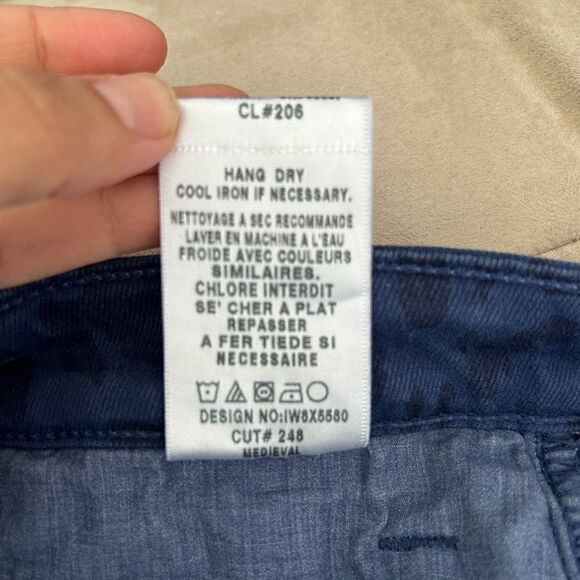 CL#206
HANG DRY
COOL IRON IF NECESSARY.
NETTOYAGE A SEC RECOMMANDE
LAVER EN MACHINE A L'EAU
FROIDE AVEC COULEURS
SIMILAIRES.
CHLORE INTERDIT
SE' CHER A PLAT
REPASSER
A FER TIEDE SI
NECESSAIRE
DESIGN NO:IW8X5580
CUT# 248
MEDIEVAL